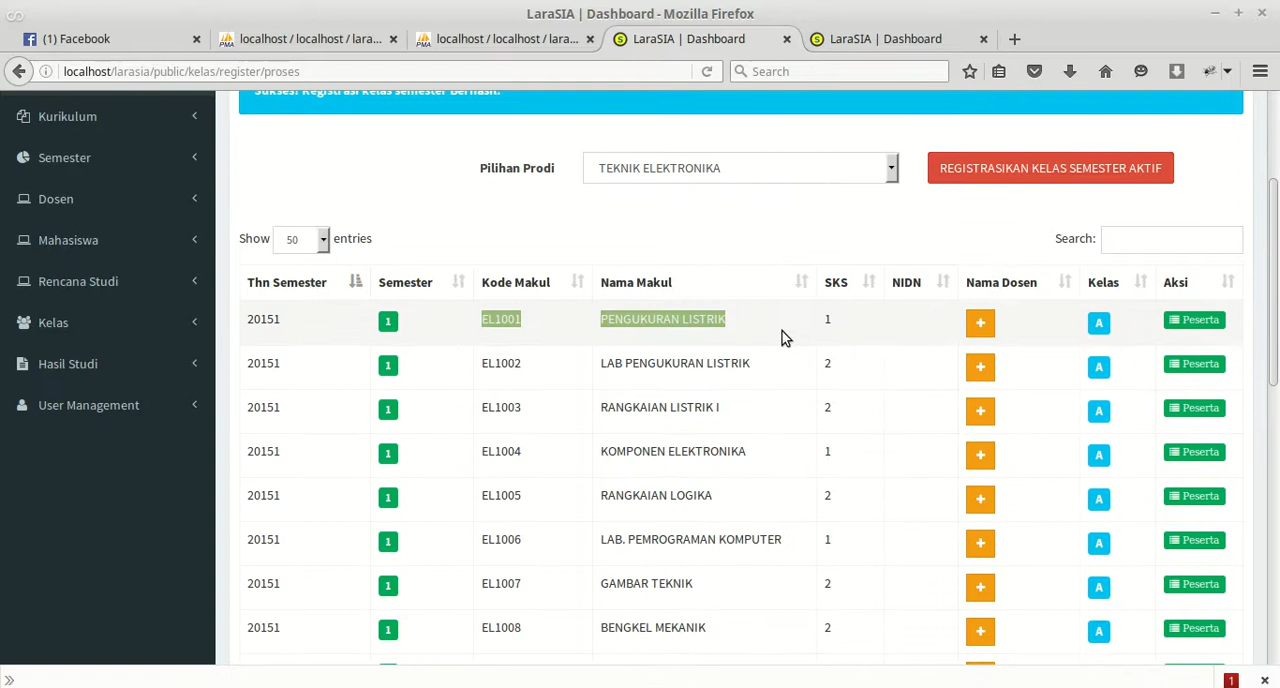 LaraSIA | Dashboard - Mozilla Firefox
(1) Facebook
localhost / localhost / lara...
localhost / localhost / lara...
LaraSIA | Dashboard
LaraSIA | Dashboard
localhost/larasia/public/kelas/register/proses
Search
Kurikulum
Semester
Dosen
Mahasiswa
Rencana Studi
Kelas
Hasil Studi
User Management
Sukses! Registrasi Kelas semester Berhasil.
Pilihan Prodi
TEKNIK ELEKTRONIKA
REGISTRASIKAN KELAS SEMESTER AKTIF
Show 50 entries
Search:
Thn Semester Semester Kode Makul Nama Makul SKS NIDN Nama Dosen Kelas Aksi
20151 1 EL1001 PENGUKURAN LISTRIK 1 + A Peserta
20151 1 EL1002 LAB PENGUKURAN LISTRIK 2 + A Peserta
20151 1 EL1003 RANGKAIAN LISTRIK I 2 + A Peserta
20151 1 EL1004 KOMPONEN ELEKTRONIKA 1 + A Peserta
20151 1 EL1005 RANGKAIAN LOGIKA 2 + A Peserta
20151 1 EL1006 LAB. PEMROGRAMAN KOMPUTER 1 + A Peserta
20151 1 EL1007 GAMBAR TEKNIK 2 + A Peserta
20151 1 EL1008 BENGKEL MEKANIK 2 + A Peserta
1